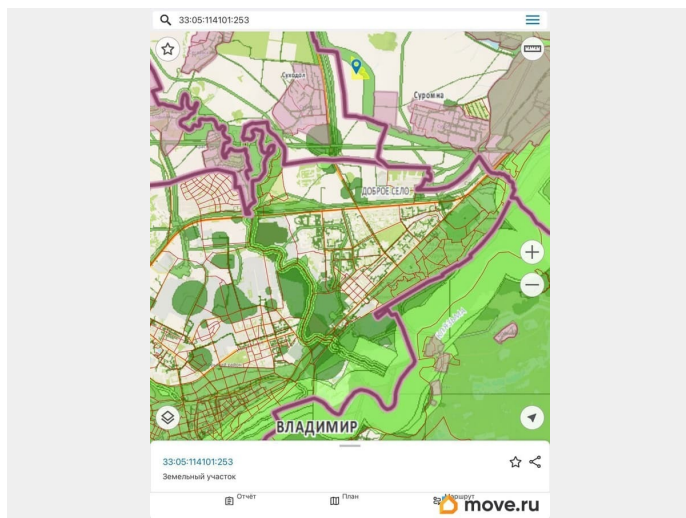 33:05:114101:253
Суходол
Суромна
ДОБРОЕ СЕЛО
ВЛАДИМИР
33:05:114101:253
Земельный участок
Отчёт
План
Маршрут
move.ru